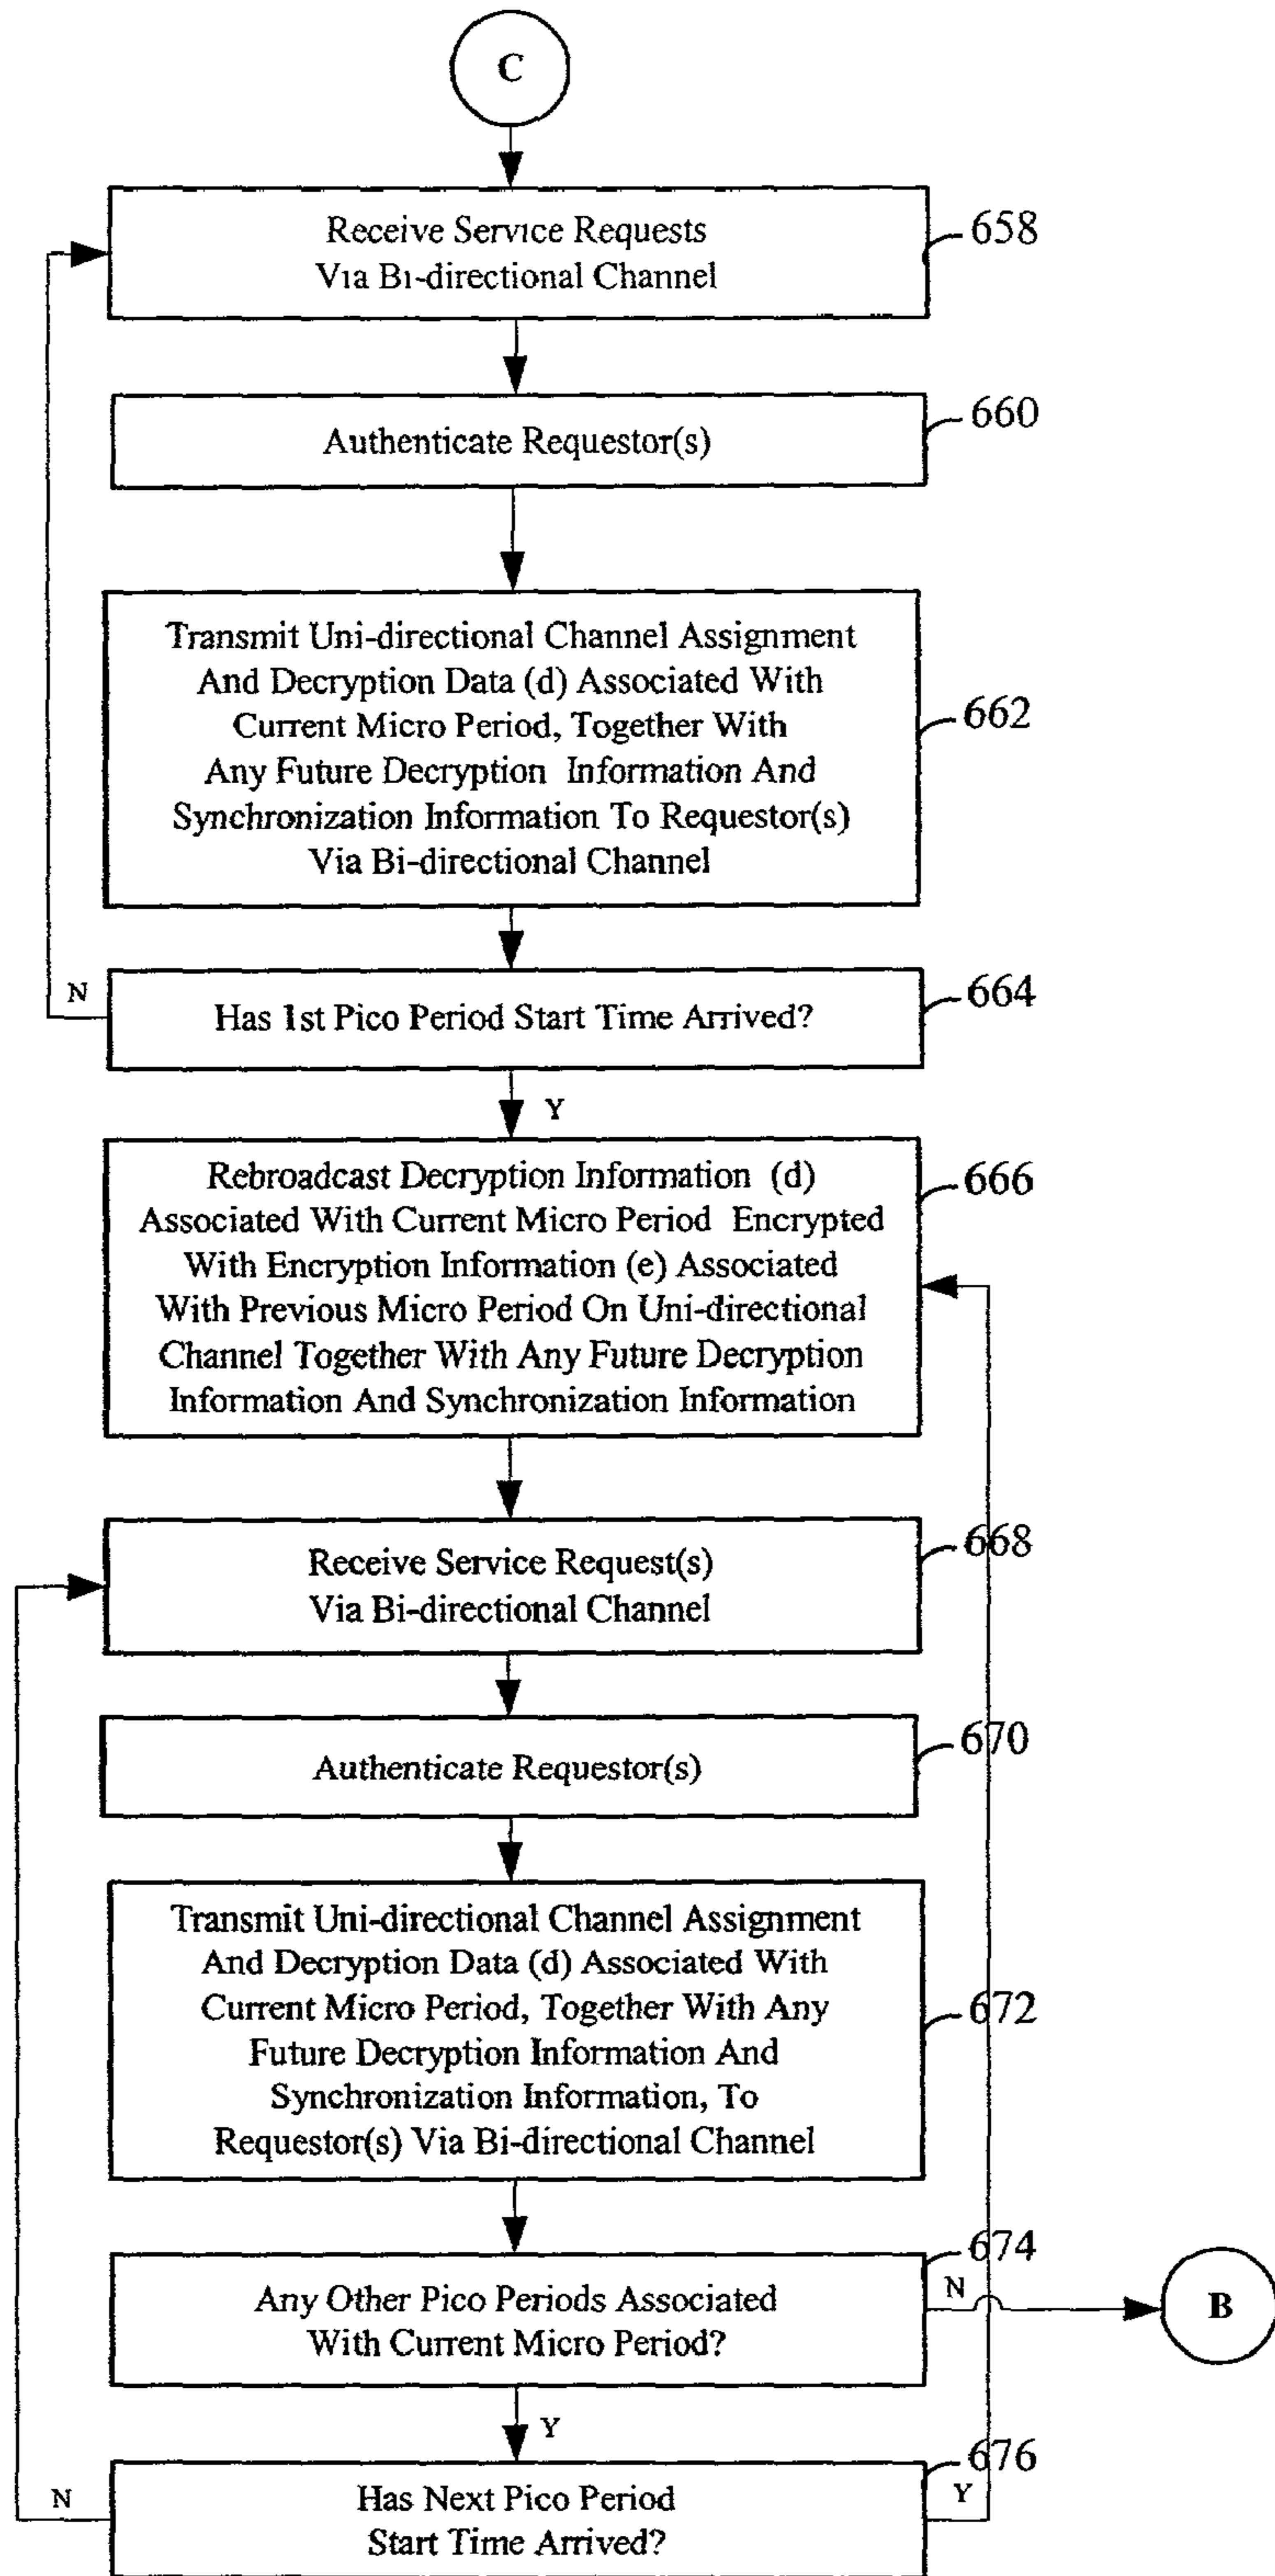 C
Receive Service Requests
Via Bi-directional Channel
658
Authenticate Requestor(s)
660
Transmit Uni-directional Channel Assignment
And Decryption Data (d) Associated With
Current Micro Period, Together With
Any Future Decryption Information And
Synchronization Information To Requestor(s)
Via Bi-directional Channel
662
Has 1st Pico Period Start Time Arrived?
664
N
Y
Rebroadcast Decryption Information (d)
Associated With Current Micro Period Encrypted
With Encryption Information (e) Associated
With Previous Micro Period On Uni-directional
Channel Together With Any Future Decryption
Information And Synchronization Information
666
Receive Service Request(s)
Via Bi-directional Channel
668
Authenticate Requestor(s)
670
Transmit Uni-directional Channel Assignment
And Decryption Data (d) Associated With
Current Micro Period, Together With Any
Future Decryption Information And
Synchronization Information, To
Requestor(s) Via Bi-directional Channel
672
Any Other Pico Periods Associated
With Current Micro Period?
674
N
B
Y
Has Next Pico Period
Start Time Arrived?
676
N
Y